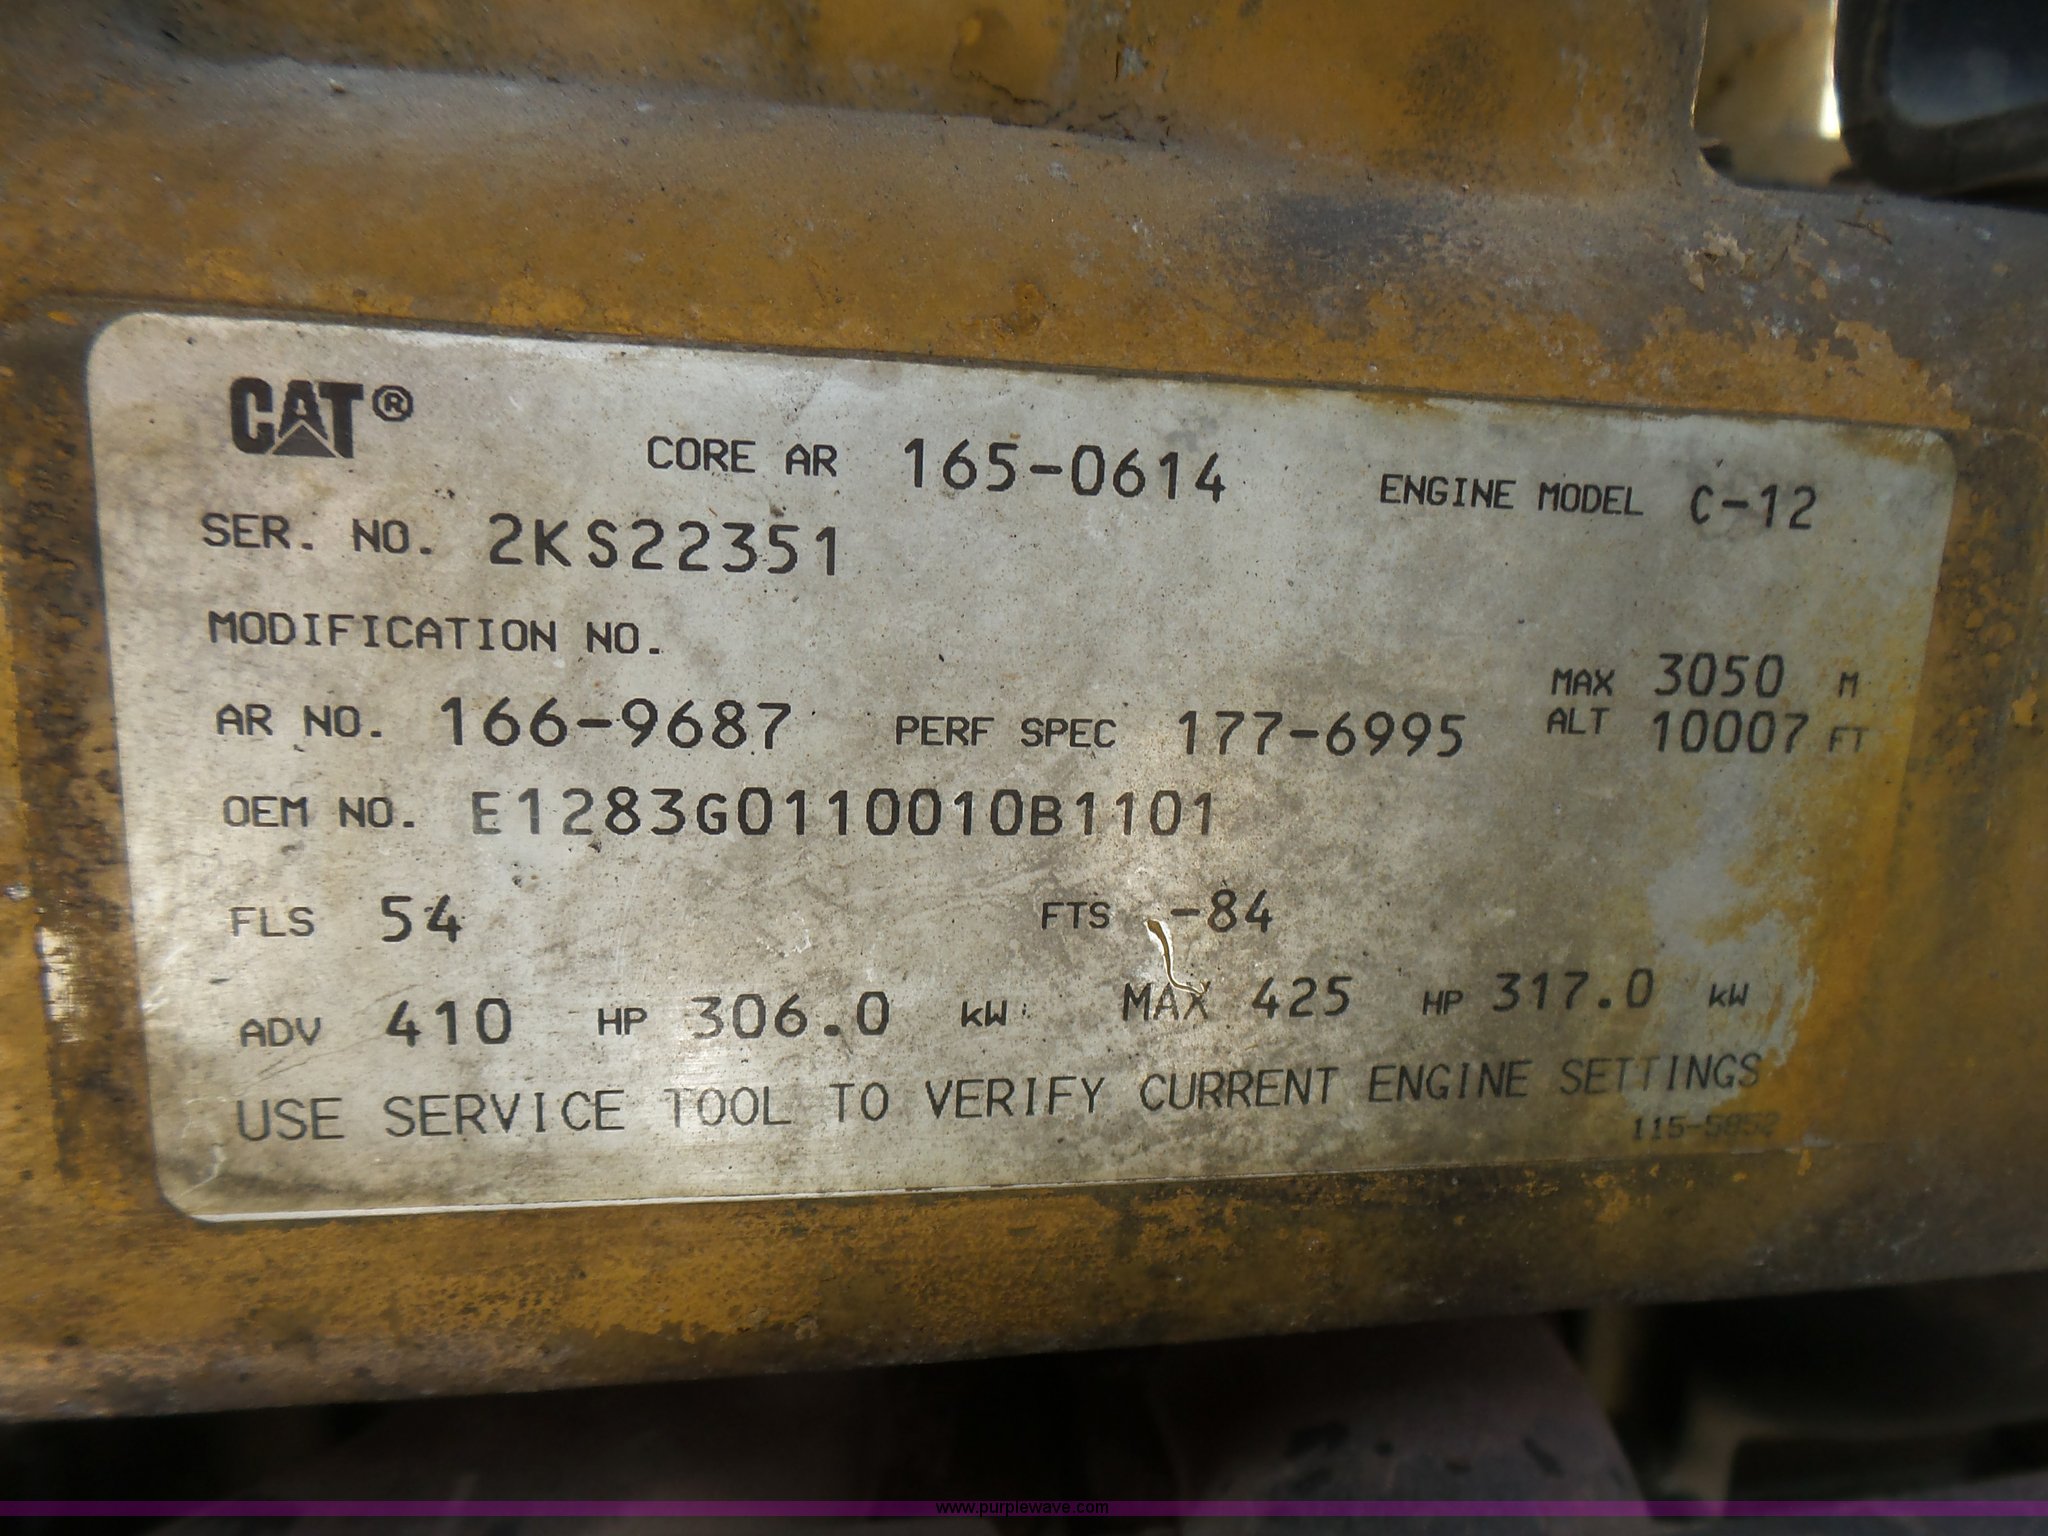 CAT®
CORE AR 165-0614 ENGINE MODEL C-12
SER. NO. 2KS22351
MODIFICATION NO.
AR NO. 166-9687 PERF SPEC 177-6995 MAX ALT 3050 M 10007 FT
OEM NO. E1283G0110010B1101
FLS 54 FTS -84
ADV 410 HP 306.0 kW MAX 425 HP 317.0 kW
USE SERVICE TOOL TO VERIFY CURRENT ENGINE SETTINGS
115-5852
www.purplewave.com